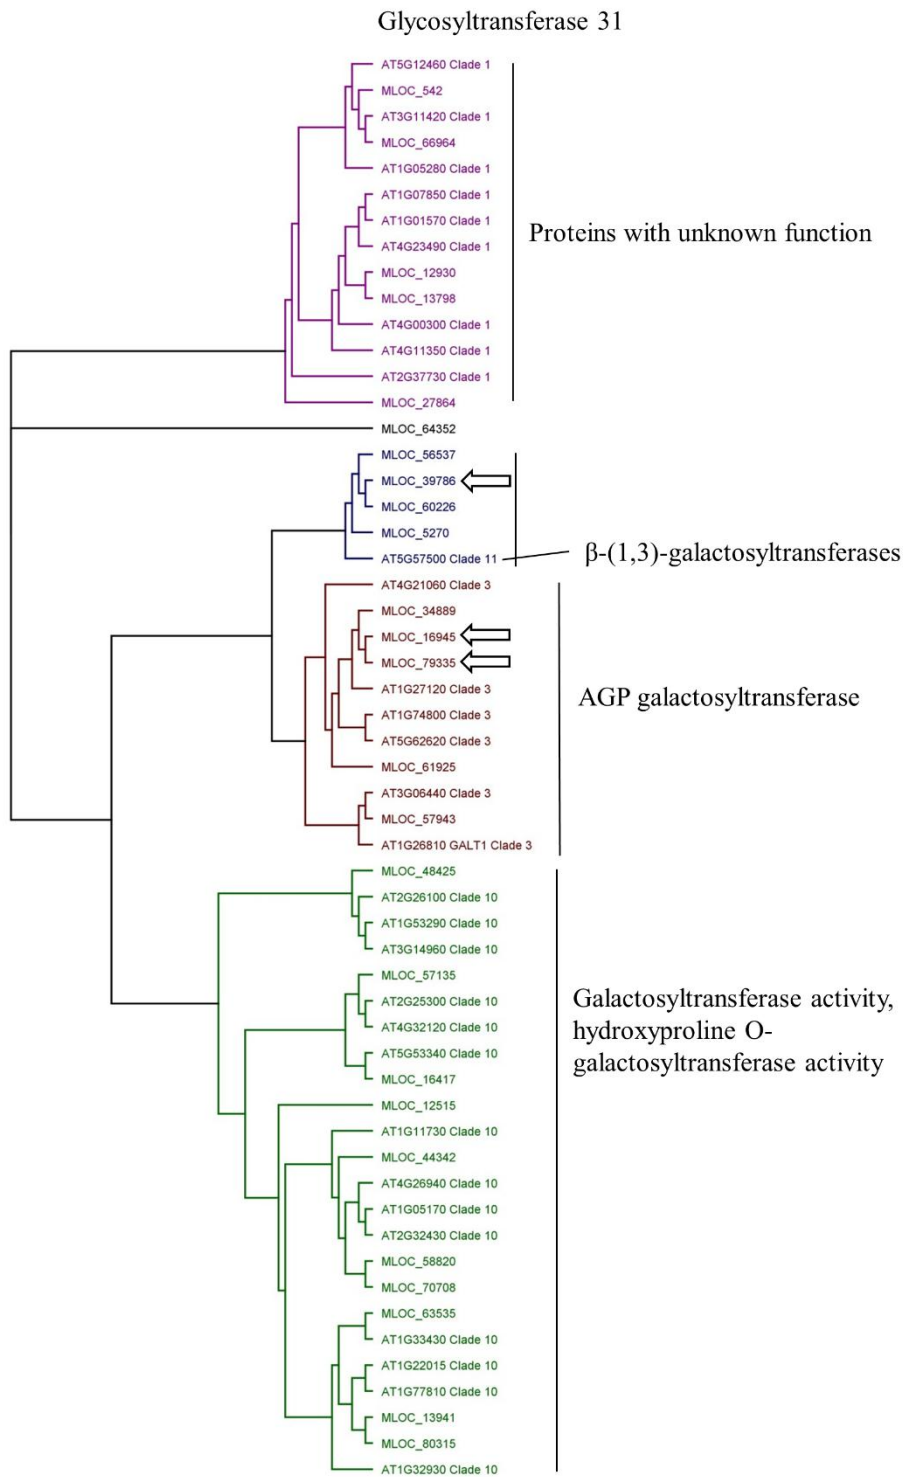 Glycosyltransferase 31
AT5G12460 Clade 1
MLOC_542
AT3G11420 Clade 1
MLOC_66964
AT1G05280 Clade 1
AT1G07850 Clade 1
AT1G01570 Clade 1
AT4G23490 Clade 1
MLOC_12930
MLOC_13798
AT4G00300 Clade 1
AT4G11350 Clade 1
AT2G37730 Clade 1
MLOC_27864
Proteins with unknown function
MLOC_64352
MLOC_56537
MLOC_39786
MLOC_60226
MLOC_5270
AT5G57500 Clade 11
β-(1,3)-galactosyltransferases
AT4G21060 Clade 3
MLOC_34889
MLOC_16945
MLOC_79335
AT1G27120 Clade 3
AT1G74800 Clade 3
AT5G62620 Clade 3
MLOC_61925
AT3G06440 Clade 3
MLOC_57943
AT1G26810 GALT1 Clade 3
AGP galactosyltransferase
MLOC_48425
AT2G26100 Clade 10
AT1G53290 Clade 10
AT3G14960 Clade 10
MLOC_57135
AT2G25300 Clade 10
AT4G32120 Clade 10
AT5G53340 Clade 10
MLOC_16417
MLOC_12515
AT1G11730 Clade 10
MLOC_44342
AT4G26940 Clade 10
AT1G05170 Clade 10
AT2G32430 Clade 10
MLOC_58820
MLOC_70708
MLOC_63535
AT1G33430 Clade 10
AT1G22015 Clade 10
AT1G77810 Clade 10
MLOC_13941
MLOC_80315
AT1G32930 Clade 10
Galactosyltransferase activity,
hydroxyproline O-
galactosyltransferase activity